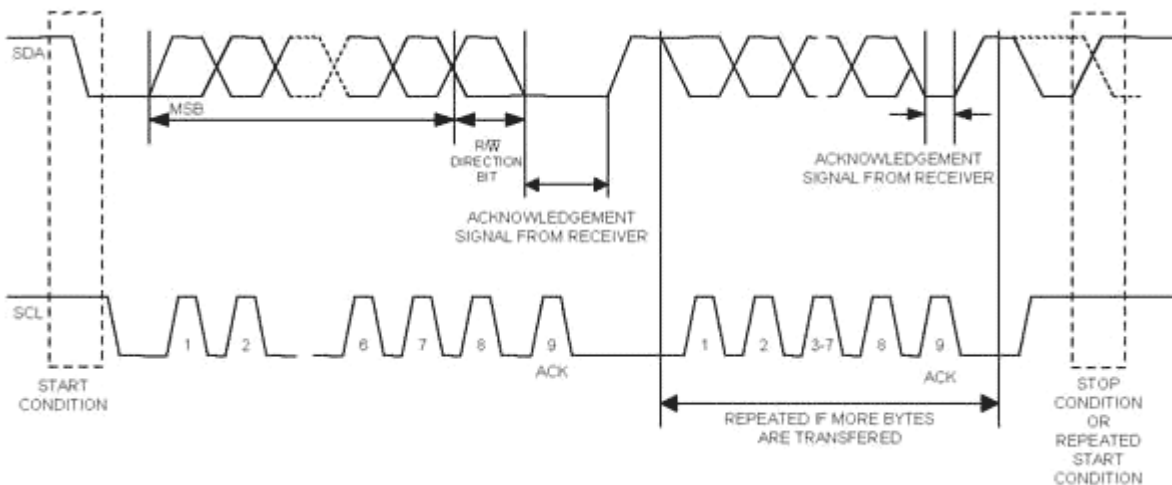 SDA
MSB
R/W
DIRECTION
BIT
ACKNOWLEDGEMENT
SIGNAL FROM RECEIVER
ACKNOWLEDGEMENT
SIGNAL FROM RECEIVER
SCL
1 2 6 7 8 9 1 2 3-7 8 9
ACK ACK
START
CONDITION
REPEATED IF MORE BYTES
ARE TRANSFERED
STOP
CONDITION
OR
REPEATED
START
CONDITION